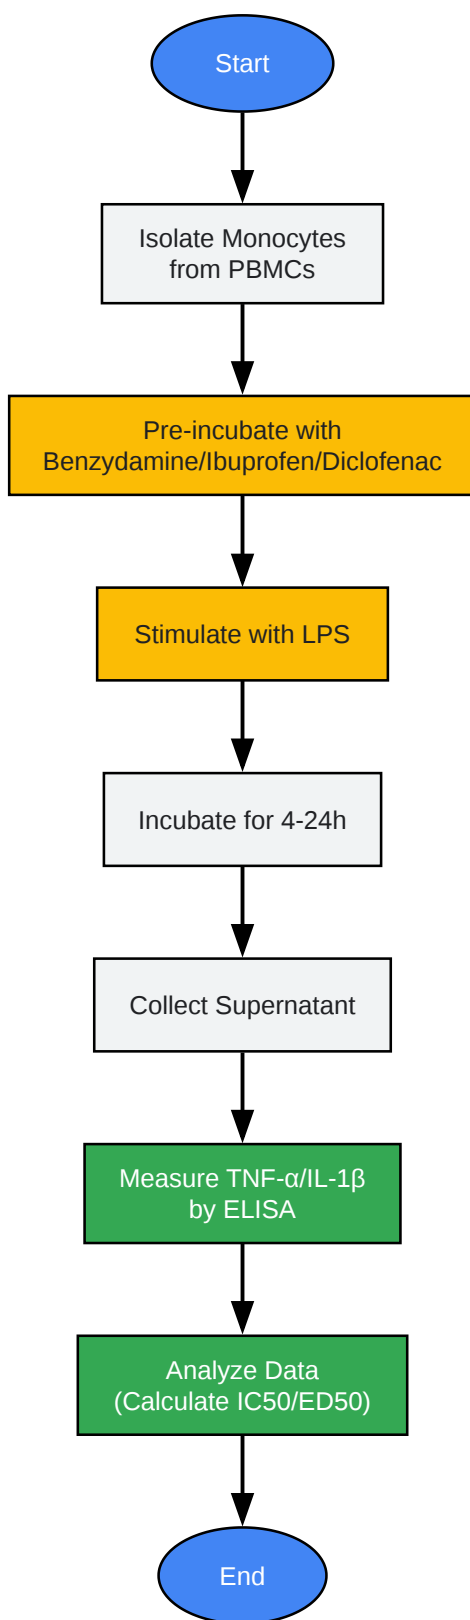 Start
Isolate Monocytes
from PBMCs
Pre-incubate with
Benzydamine/Ibuprofen/Diclofenac
Stimulate with LPS
Incubate for 4-24h
Collect Supernatant
Measure TNF-α/IL-1β
by ELISA
Analyze Data
(Calculate IC50/ED50)
End